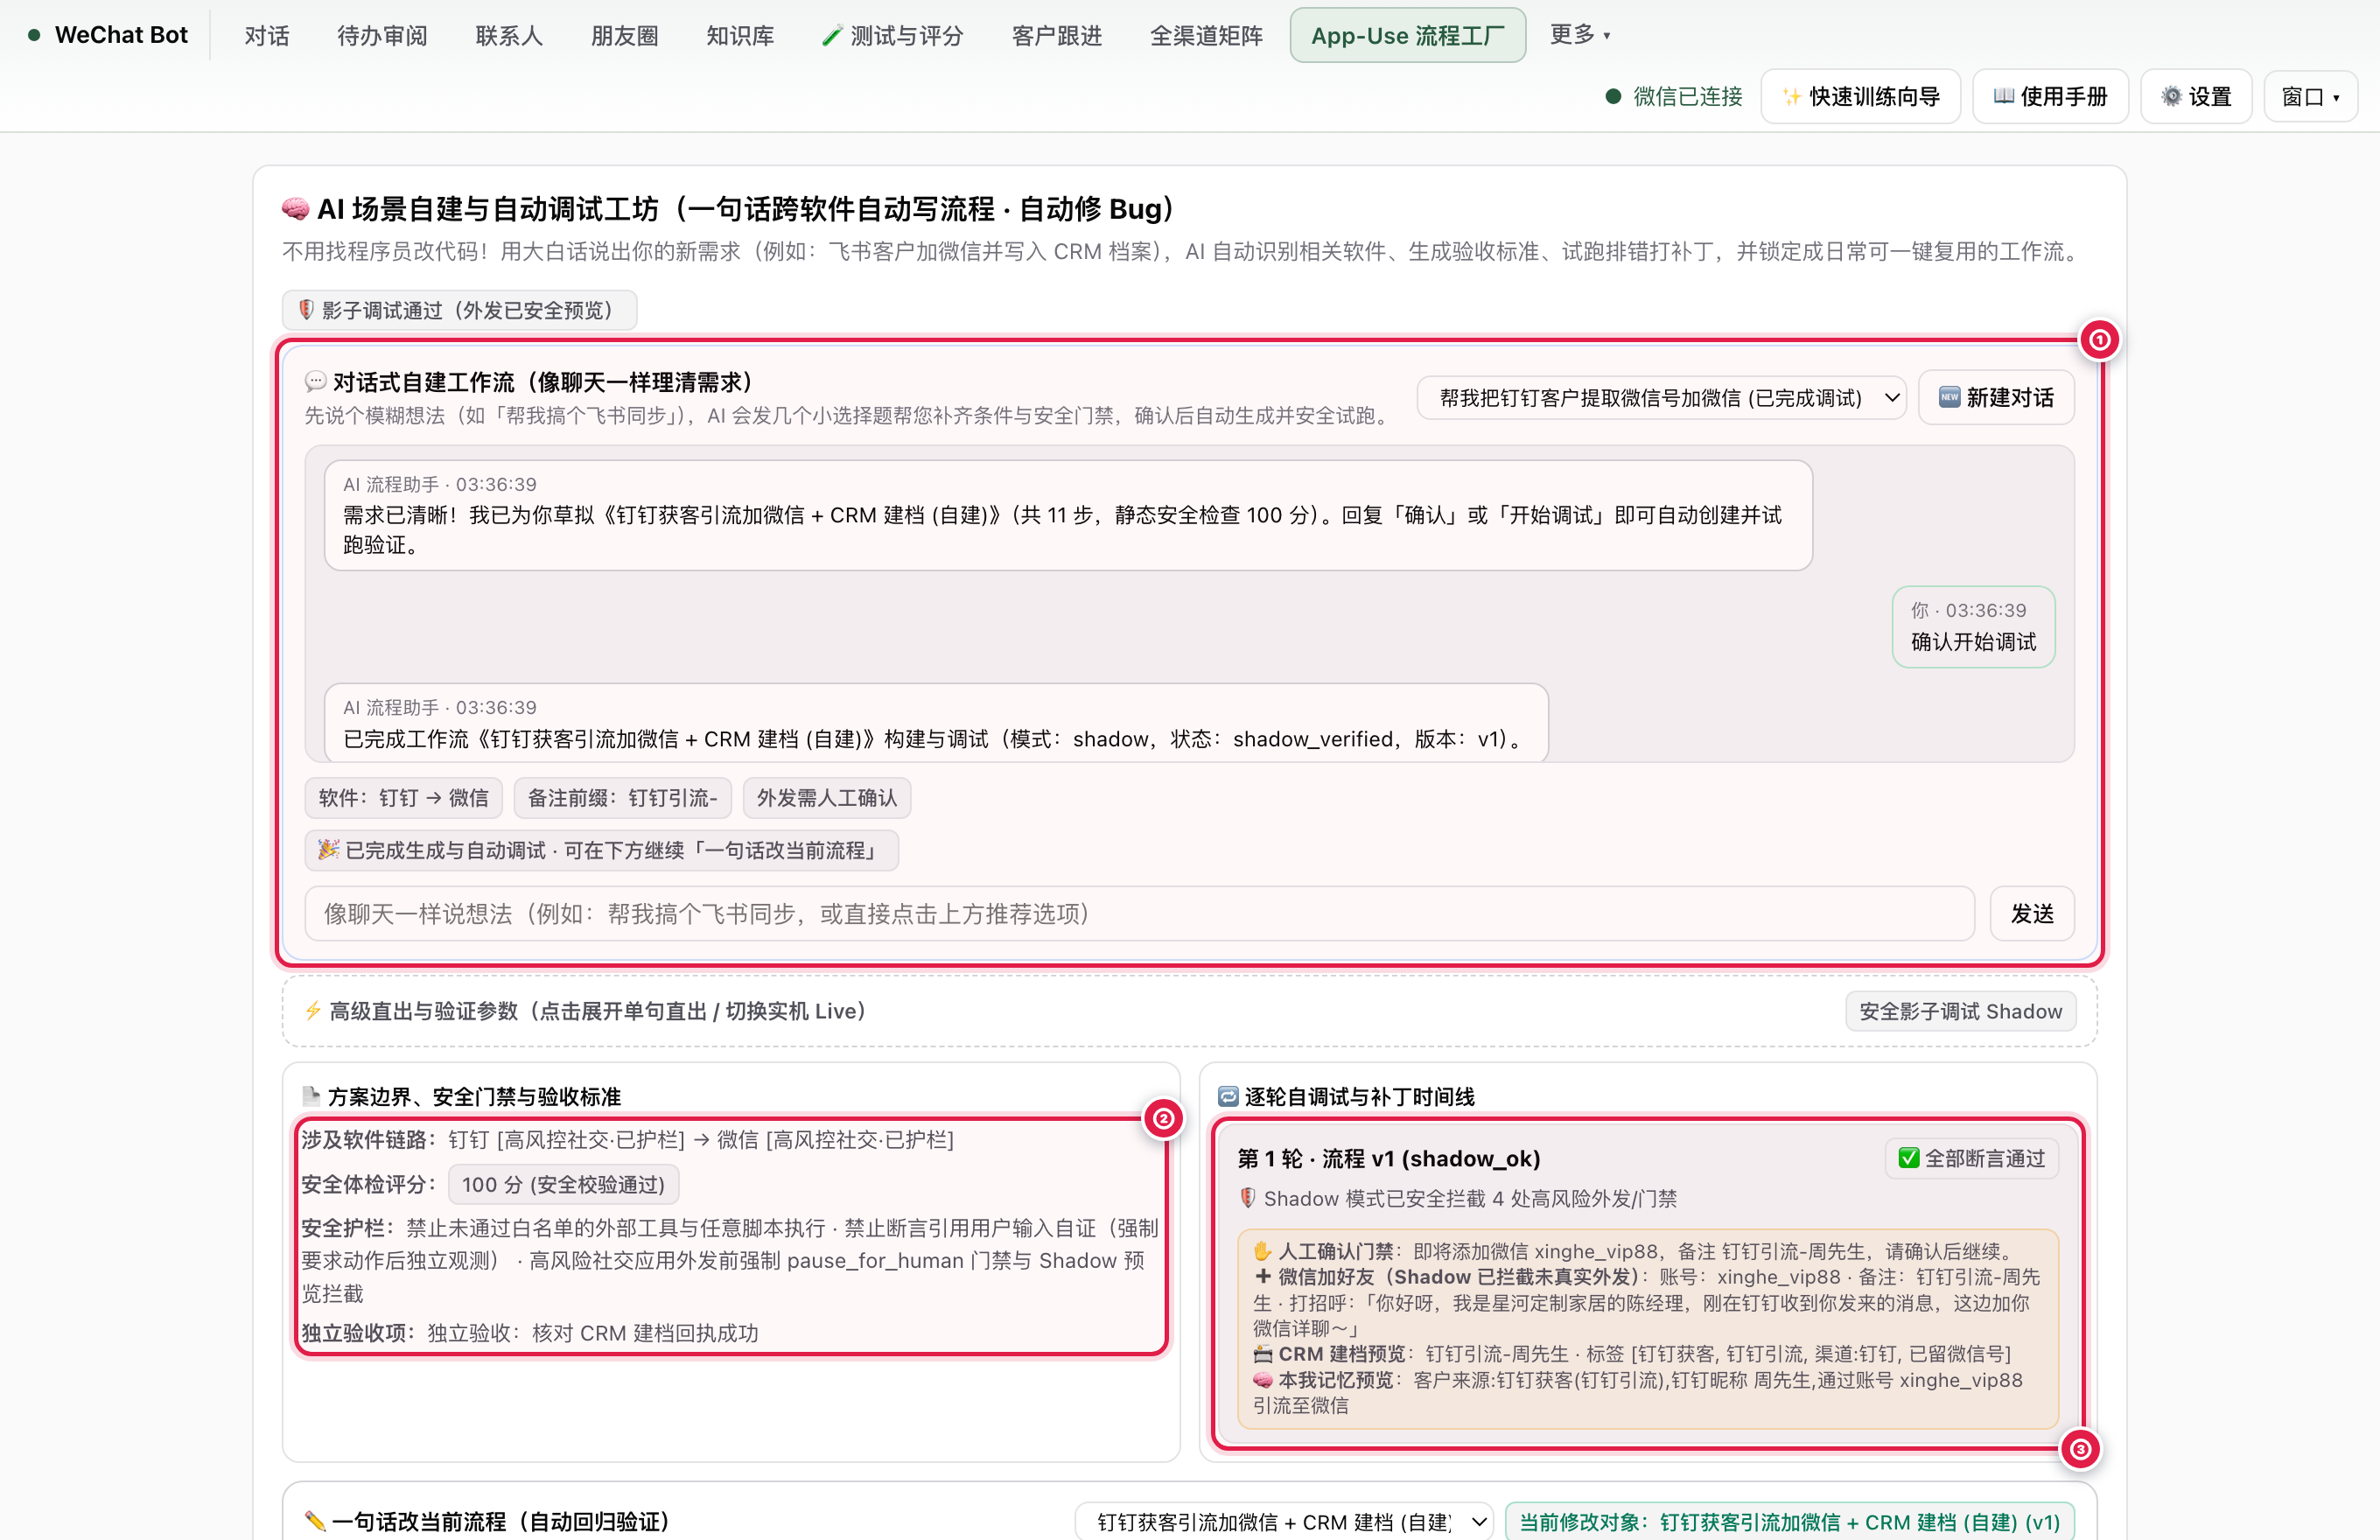 WeChat Bot
对话
待办审阅
联系人
朋友圈
知识库
测试与评分
客户跟进
全渠道矩阵
App-Use 流程工厂
更多
微信已连接
快速训练向导
使用手册
设置
窗口
AI 场景自建与自动调试工坊（一句话跨软件自动写流程 · 自动修 Bug）
不用找程序员改代码！用大白话说出你的新需求（例如：飞书客户加微信并写入 CRM 档案），AI 自动识别相关软件、生成验收标准、试跑排错打补丁，并锁定成日常可一键复用的工作流。
影子调试通过（外发已安全预览）
①
对话式自建工作流（像聊天一样理清需求）
先说个模糊想法（如「帮我搞个飞书同步」），AI 会发几个小选择题帮您补齐条件与安全门禁，确认后自动生成并安全试跑。
帮我把钉钉客户提取微信号加微信 (已完成调试)
NEW 新建对话
AI 流程助手 · 03:36:39
需求已清晰！我已为你草拟《钉钉获客引流加微信 + CRM 建档 (自建)》（共 11 步，静态安全检查 100 分）。回复「确认」或「开始调试」即可自动创建并试
跑验证。
你 · 03:36:39
确认开始调试
AI 流程助手 · 03:36:39
已完成工作流《钉钉获客引流加微信 + CRM 建档 (自建)》构建与调试（模式：shadow，状态：shadow_verified，版本：v1）。
软件：钉钉 → 微信
备注前缀：钉钉引流-
外发需人工确认
已完成生成与自动调试 · 可在下方继续「一句话改当前流程」
像聊天一样说想法（例如：帮我搞个飞书同步，或直接点击上方推荐选项）
发送
高级直出与验证参数（点击展开单句直出 / 切换实机 Live）
安全影子调试 Shadow
方案边界、安全门禁与验收标准
②
涉及软件链路：钉钉 [高风控社交·已护栏] → 微信 [高风控社交·已护栏]
安全体检评分：100 分 (安全校验通过)
安全护栏：禁止未通过白名单的外部工具与任意脚本执行 · 禁止断言引用用户输入自证（强制
要求动作后独立观测） · 高风险社交应用外发前强制 pause_for_human 门禁与 Shadow 预
览拦截
独立验收项：独立验收：核对 CRM 建档回执成功
逐轮自调试与补丁时间线
第 1 轮 · 流程 v1 (shadow_ok)
全部断言通过
Shadow 模式已安全拦截 4 处高风险外发/门禁
人工确认门禁：即将添加微信 xinghe_vip88，备注 钉钉引流-周先生，请确认后继续。
微信加好友（Shadow 已拦截未真实外发）：账号：xinghe_vip88 · 备注：钉钉引流-周先
生 · 打招呼：「你好呀，我是星河定制家居的陈经理，刚在钉钉收到你发来的消息，这边加你
微信详聊～」
CRM 建档预览：钉钉引流-周先生 · 标签 [钉钉获客, 钉钉引流, 渠道:钉钉, 已留微信号]
本我记忆预览：客户来源:钉钉获客(钉钉引流),钉钉昵称 周先生,通过账号 xinghe_vip88
引流至微信
③
一句话改当前流程（自动回归验证）
钉钉获客引流加微信 + CRM 建档 (自建)
当前修改对象：钉钉获客引流加微信 + CRM 建档 (自建) (v1)